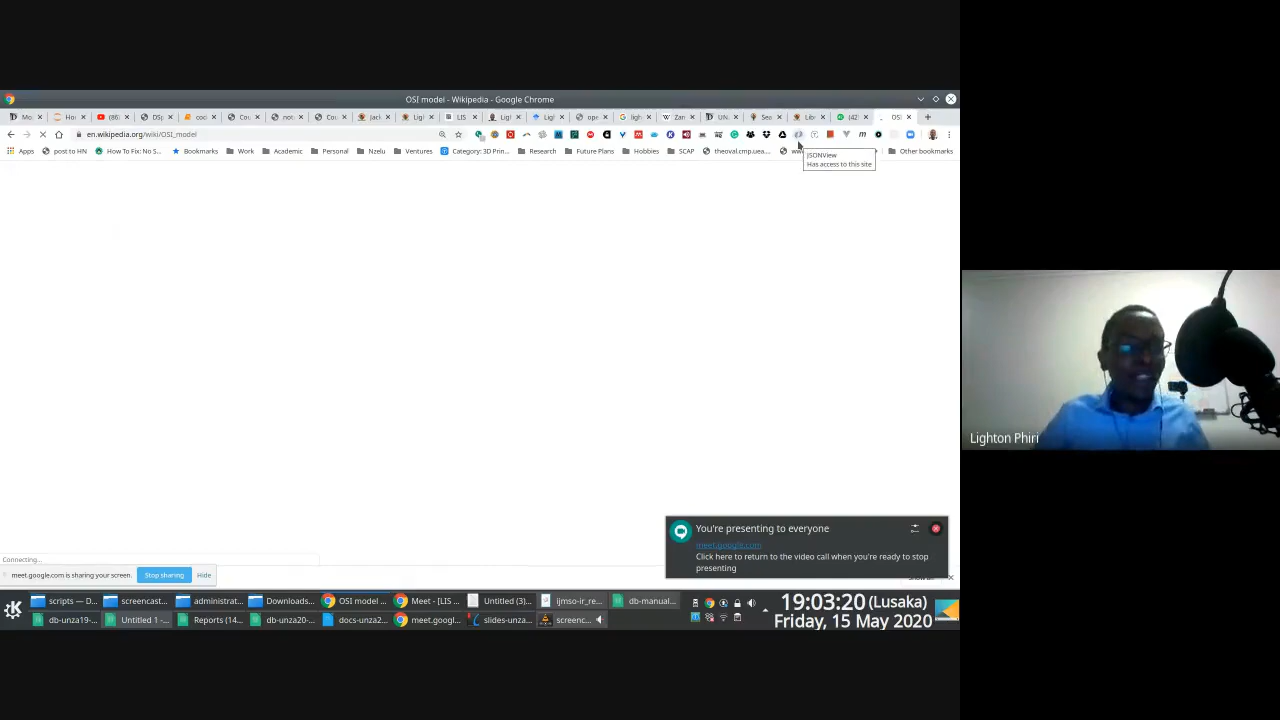 OSI model - Wikipedia - Google Chrome
en.wikipedia.org/wiki/OSI_model
Apps post to HN How To Fix: No S... Bookmarks Work Academic Personal Nzelu Ventures Category: 3D Prin... Research Future Plans Hobbies SCAP theoval.cmp.uea.... Other bookmarks
JSONView
Has access to this site
Lighton Phiri
You're presenting to everyone
meet.google.com
Click here to return to the video call when you're ready to stop
presenting
Connecting...
meet.google.com is sharing your screen. Stop sharing Hide
scripts — D... screencast... administrat... Downloads... OSI model ... Meet - [LIS ... Untitled (3)... ijmso-ir_re... db-manual...
db-unza19-... Untitled 1 -... Reports (14... db-unza20-... docs-unza2... meet.googl... slides-unza... screenc...
19:03:20 (Lusaka)
Friday, 15 May 2020